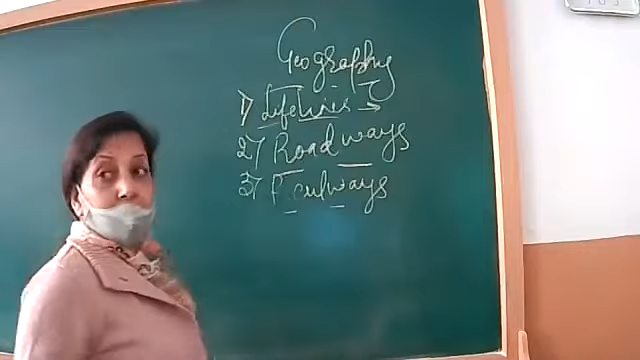 Geography
1) Lifelines →
2) Roadways
3) Railways